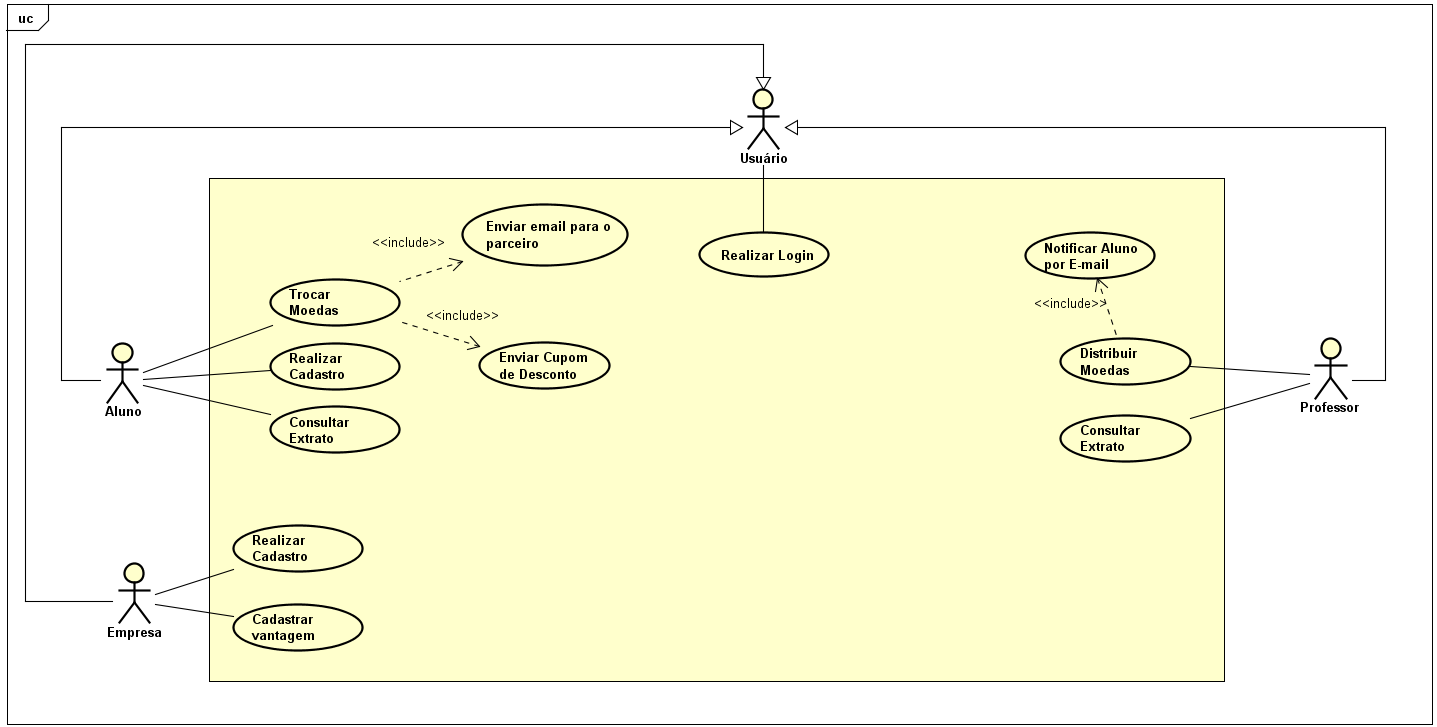 uc
Usuário
Enviar email para o
parceiro
<<include>>
Realizar Login
Notificar Aluno
por E-mail
Trocar
Moedas
<<include>>
<<include>>
Realizar
Cadastro
Enviar Cupom
de Desconto
Distribuir
Moedas
Aluno
Professor
Consultar
Extrato
Consultar
Extrato
Realizar
Cadastro
Empresa
Cadastrar
vantagem